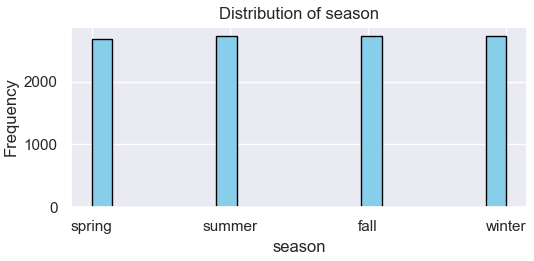 Distribution of season
Frequency
2000
1000
0
spring summer fall winter
season